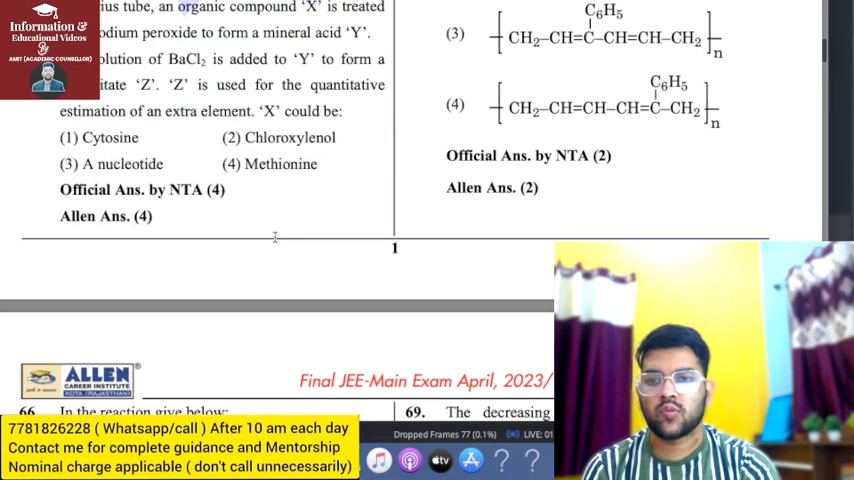 Information &
Educational Videos
BY
AMIT (ACADEMIC COUNSELLOR)
ius tube, an organic compound ‘X’ is treated
odium peroxide to form a mineral acid ‘Y’.
olution of BaCl₂ is added to ‘Y’ to form a
itate ‘Z’. ‘Z’ is used for the quantitative
estimation of an extra element. ‘X’ could be:
(1) Cytosine (2) Chloroxylenol
(3) A nucleotide (4) Methionine
Official Ans. by NTA (4)
Allen Ans. (4)
C₆H₅
(3) CH₂–CH=C–CH=CH–CH₂ n
C₆H₅
(4) CH₂–CH=CH–CH=C–CH₂ n
Official Ans. by NTA (2)
Allen Ans. (2)
1
ALLEN®
CAREER INSTITUTE
KOTA (RAJASTHAN)
Final JEE-Main Exam April, 2023/
66 In the reaction give below:
69. The decreasing
7781826228 ( Whatsapp/call ) After 10 am each day
Contact me for complete guidance and Mentorship
Nominal charge applicable ( don't call unnecessarily)
Dropped Frames 77 (0.1%) LIVE: 01
tv